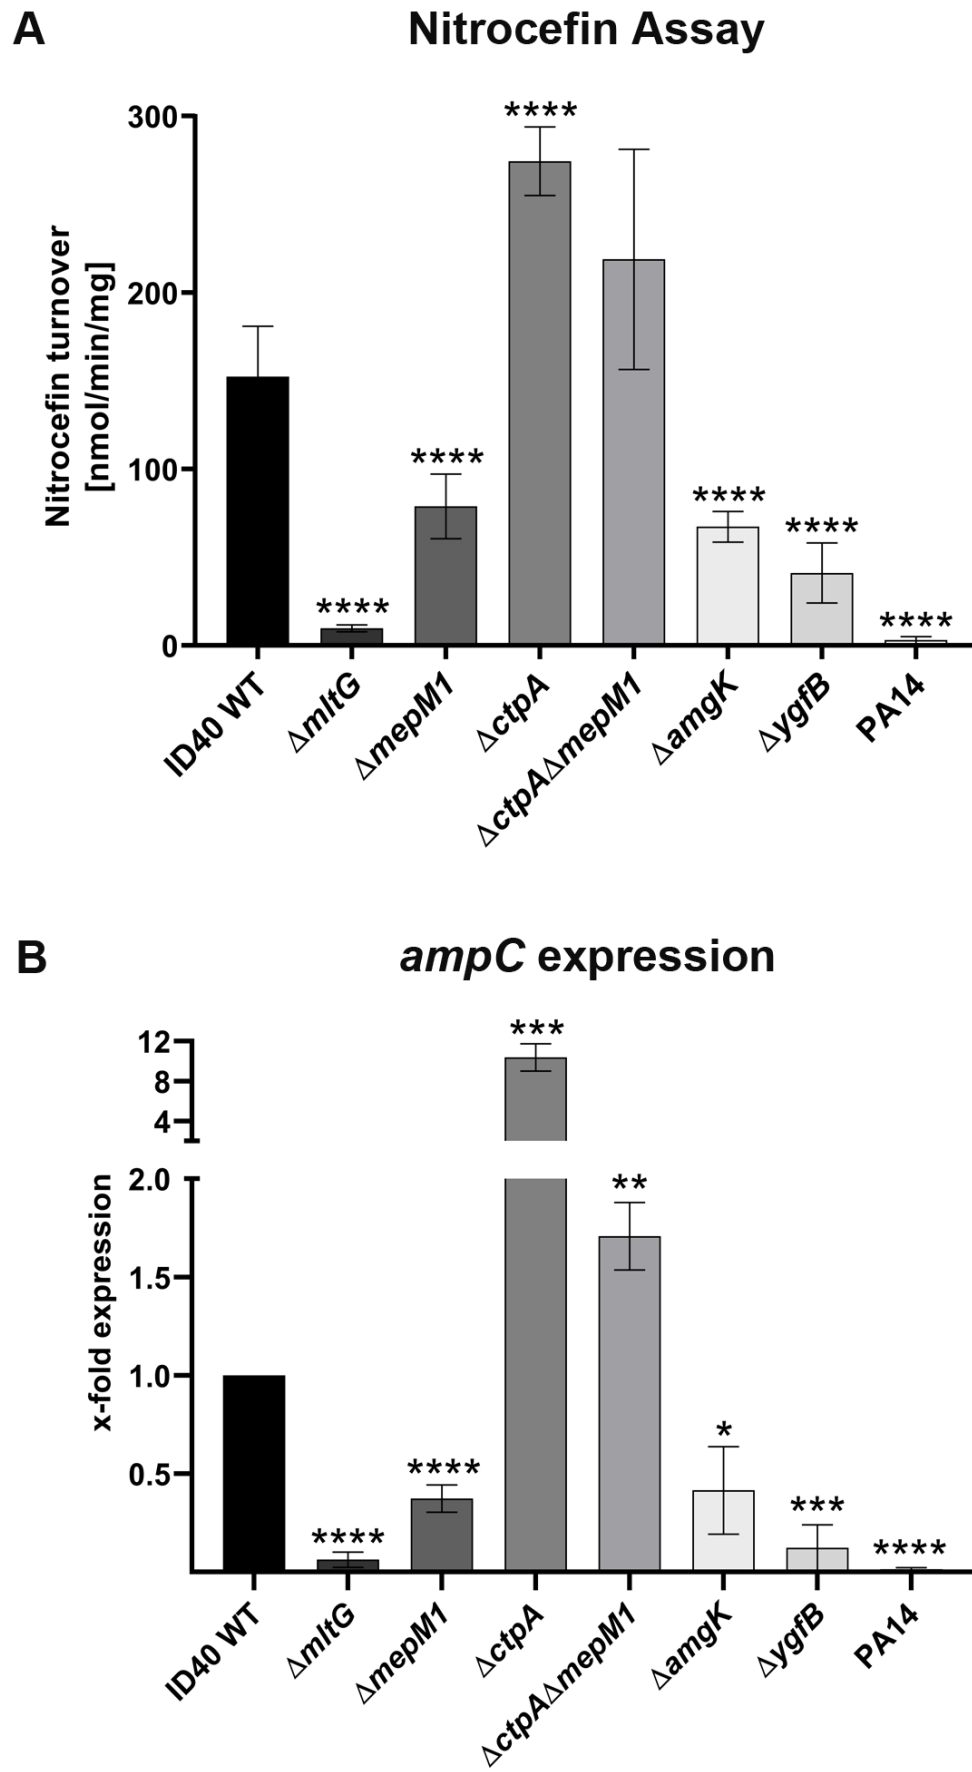 A
Nitrocefin Assay
Nitrocefin turnover
[nmol/min/mg]
300
200
100
0
****
****
****
****
****
****
ID40 WT
ΔmltG
ΔmepM1
ΔctpA
ΔctpAΔmepM1
ΔamgK
ΔygfB
PA14
B
ampC expression
x-fold expression
12
8
4
2.0
1.5
1.0
0.5
****
****
***
**
*
***
****
ID40 WT
ΔmltG
ΔmepM1
ΔctpA
ΔctpAΔmepM1
ΔamgK
ΔygfB
PA14